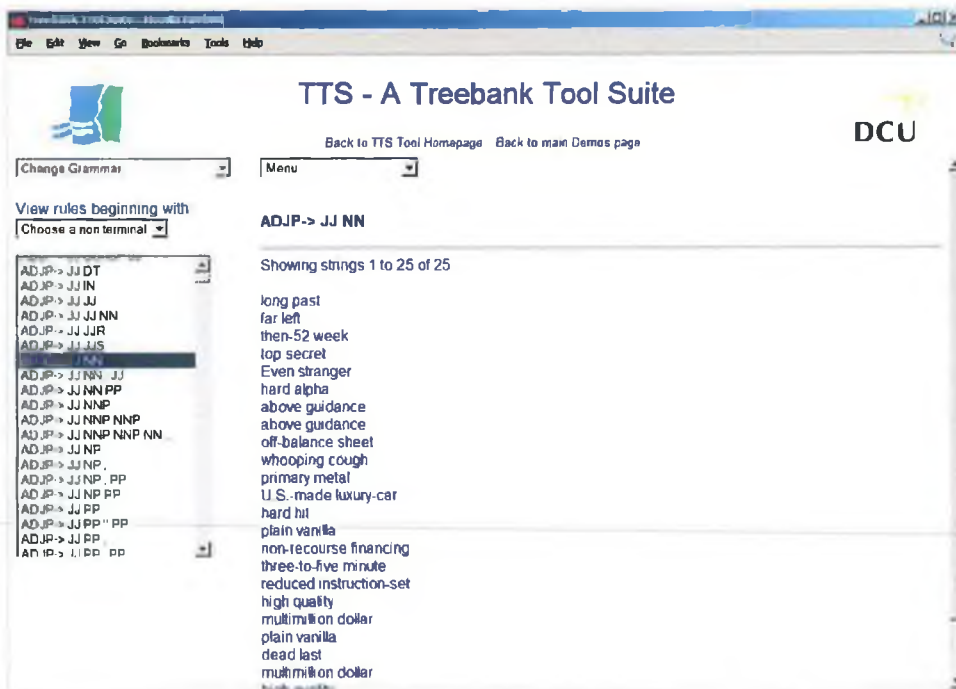 File Edit View Go Bookmarks Tools Help
TTS - A Treebank Tool Suite
Back to TTS Tool Homepage Back to main Demos page
DCU
Change Grammar
Menu
View rules beginning with
Choose a non terminal
ADJP-> JJ NN
Showing strings 1 to 25 of 25
ADJP-> JJ DT
ADJP-> JJ IN
ADJP-> JJ JJ
ADJP-> JJ JJ NN
ADJP-> JJ JJR
ADJP-> JJ JJS
ADJP-> JJ NN JJ
ADJP-> JJ NN PP
ADJP-> JJ NNP
ADJP-> JJ NNP NNP
ADJP-> JJ NNP NNP NN
ADJP-> JJ NP
ADJP-> JJ NP ,
ADJP-> JJ NP , PP
ADJP-> JJ NP PP
ADJP-> JJ PP
ADJP-> JJ PP '' PP
ADJP-> JJ PP
long past
far left
then-52 week
top secret
Even stranger
hard alpha
above guidance
above guidance
off-balance sheet
whooping cough
primary metal
U.S.-made luxury-car
hard hit
plain vanilla
non-recourse financing
three-to-five minute
reduced instruction-set
high quality
multimillion dollar
plain vanilla
dead last
multimillion dollar